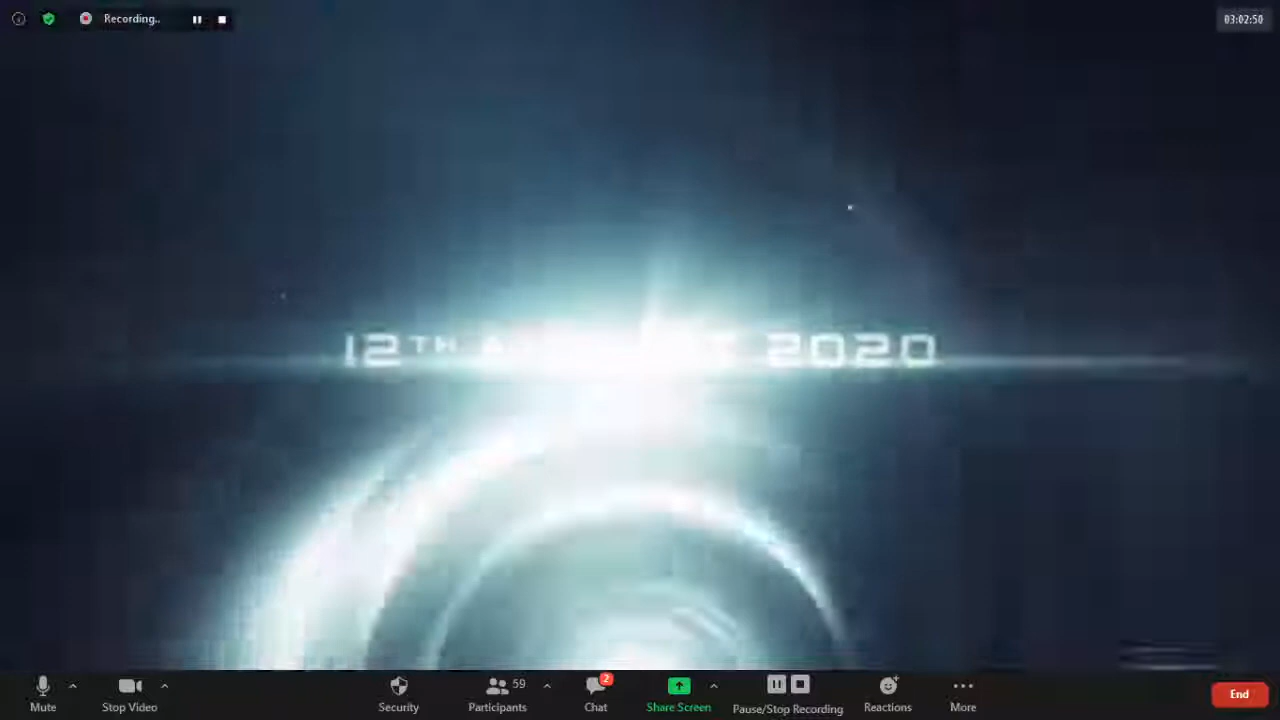 Recording..
03:02:50
12TH 2020
Mute
Stop Video
Security
59
Participants
2
Chat
Share Screen
Pause/Stop Recording
Reactions
More
End